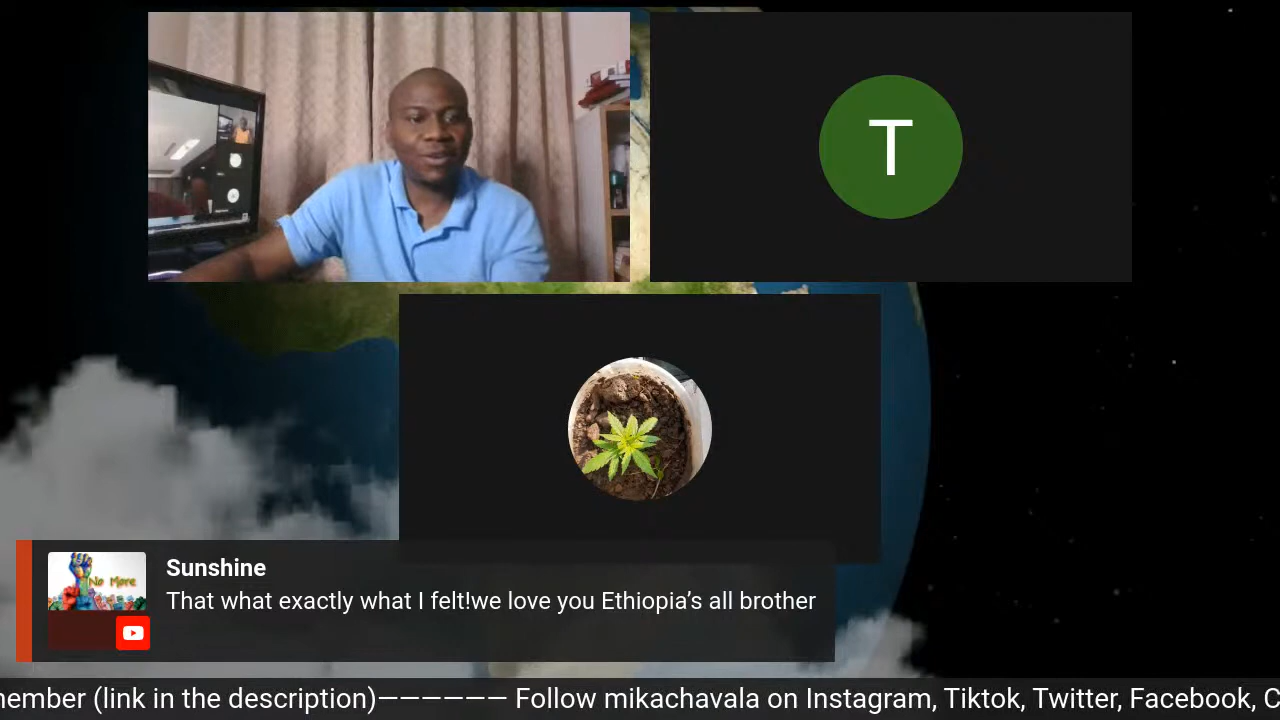 T
No More
Sunshine
That what exactly what I felt!we love you Ethiopia’s all brother
(link in the description)—————— Follow mikachavala on Instagram, Tiktok, Twitter, Facebook,